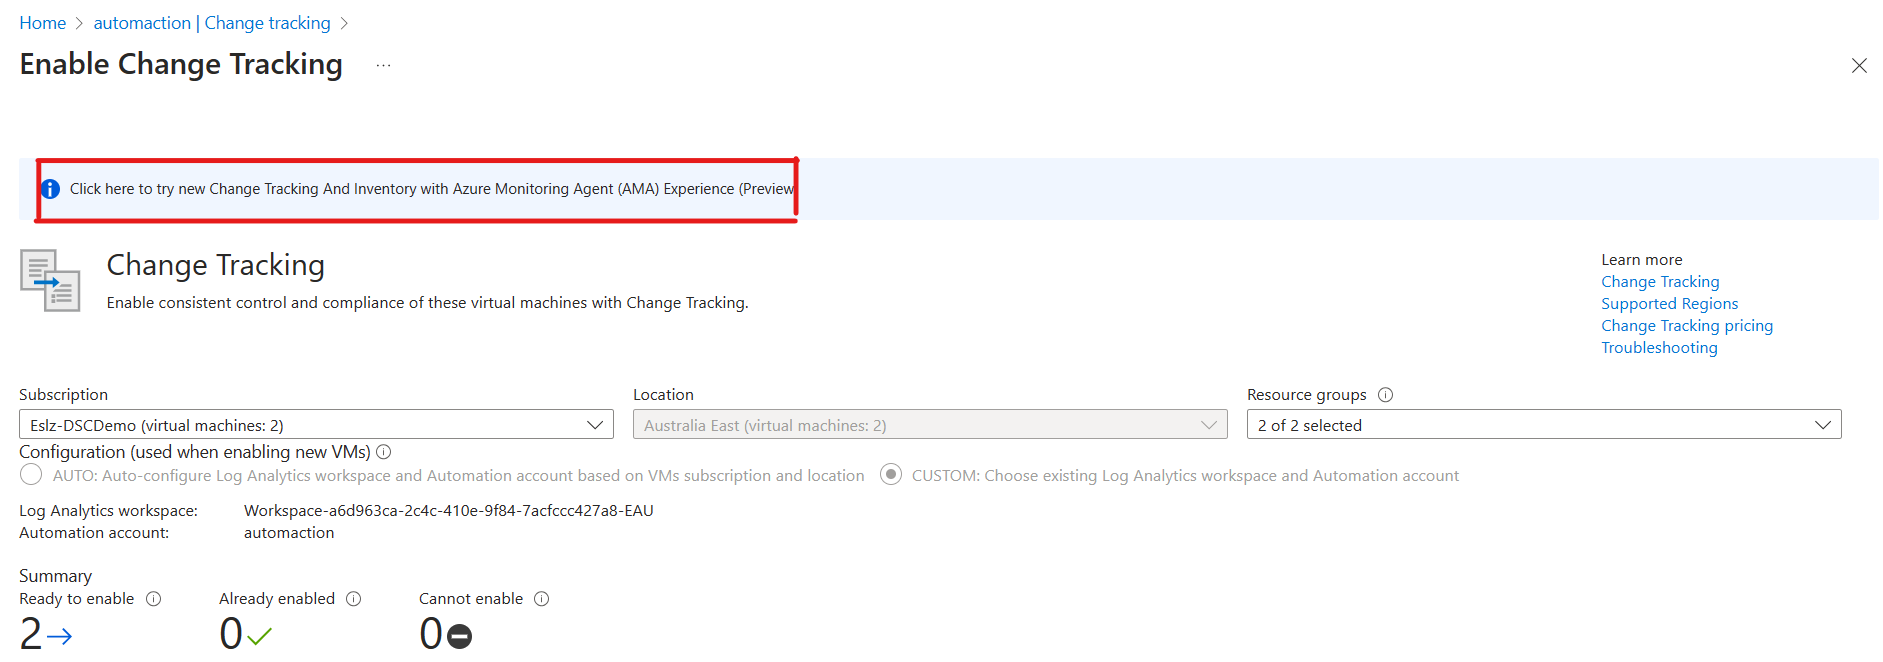 Home > automaction | Change tracking >
Enable Change Tracking ...
Click here to try new Change Tracking And Inventory with Azure Monitoring Agent (AMA) Experience (Preview
Change Tracking
Enable consistent control and compliance of these virtual machines with Change Tracking.
Learn more
Change Tracking
Supported Regions
Change Tracking pricing
Troubleshooting
Subscription
Eslz-DSCDemo (virtual machines: 2)
Location
Australia East (virtual machines: 2)
Resource groups
2 of 2 selected
Configuration (used when enabling new VMs)
AUTO: Auto-configure Log Analytics workspace and Automation account based on VMs subscription and location
CUSTOM: Choose existing Log Analytics workspace and Automation account
Log Analytics workspace: Workspace-a6d963ca-2c4c-410e-9f84-7acfccc427a8-EAU
Automation account: automaction
Summary
Ready to enable
2
Already enabled
0
Cannot enable
0